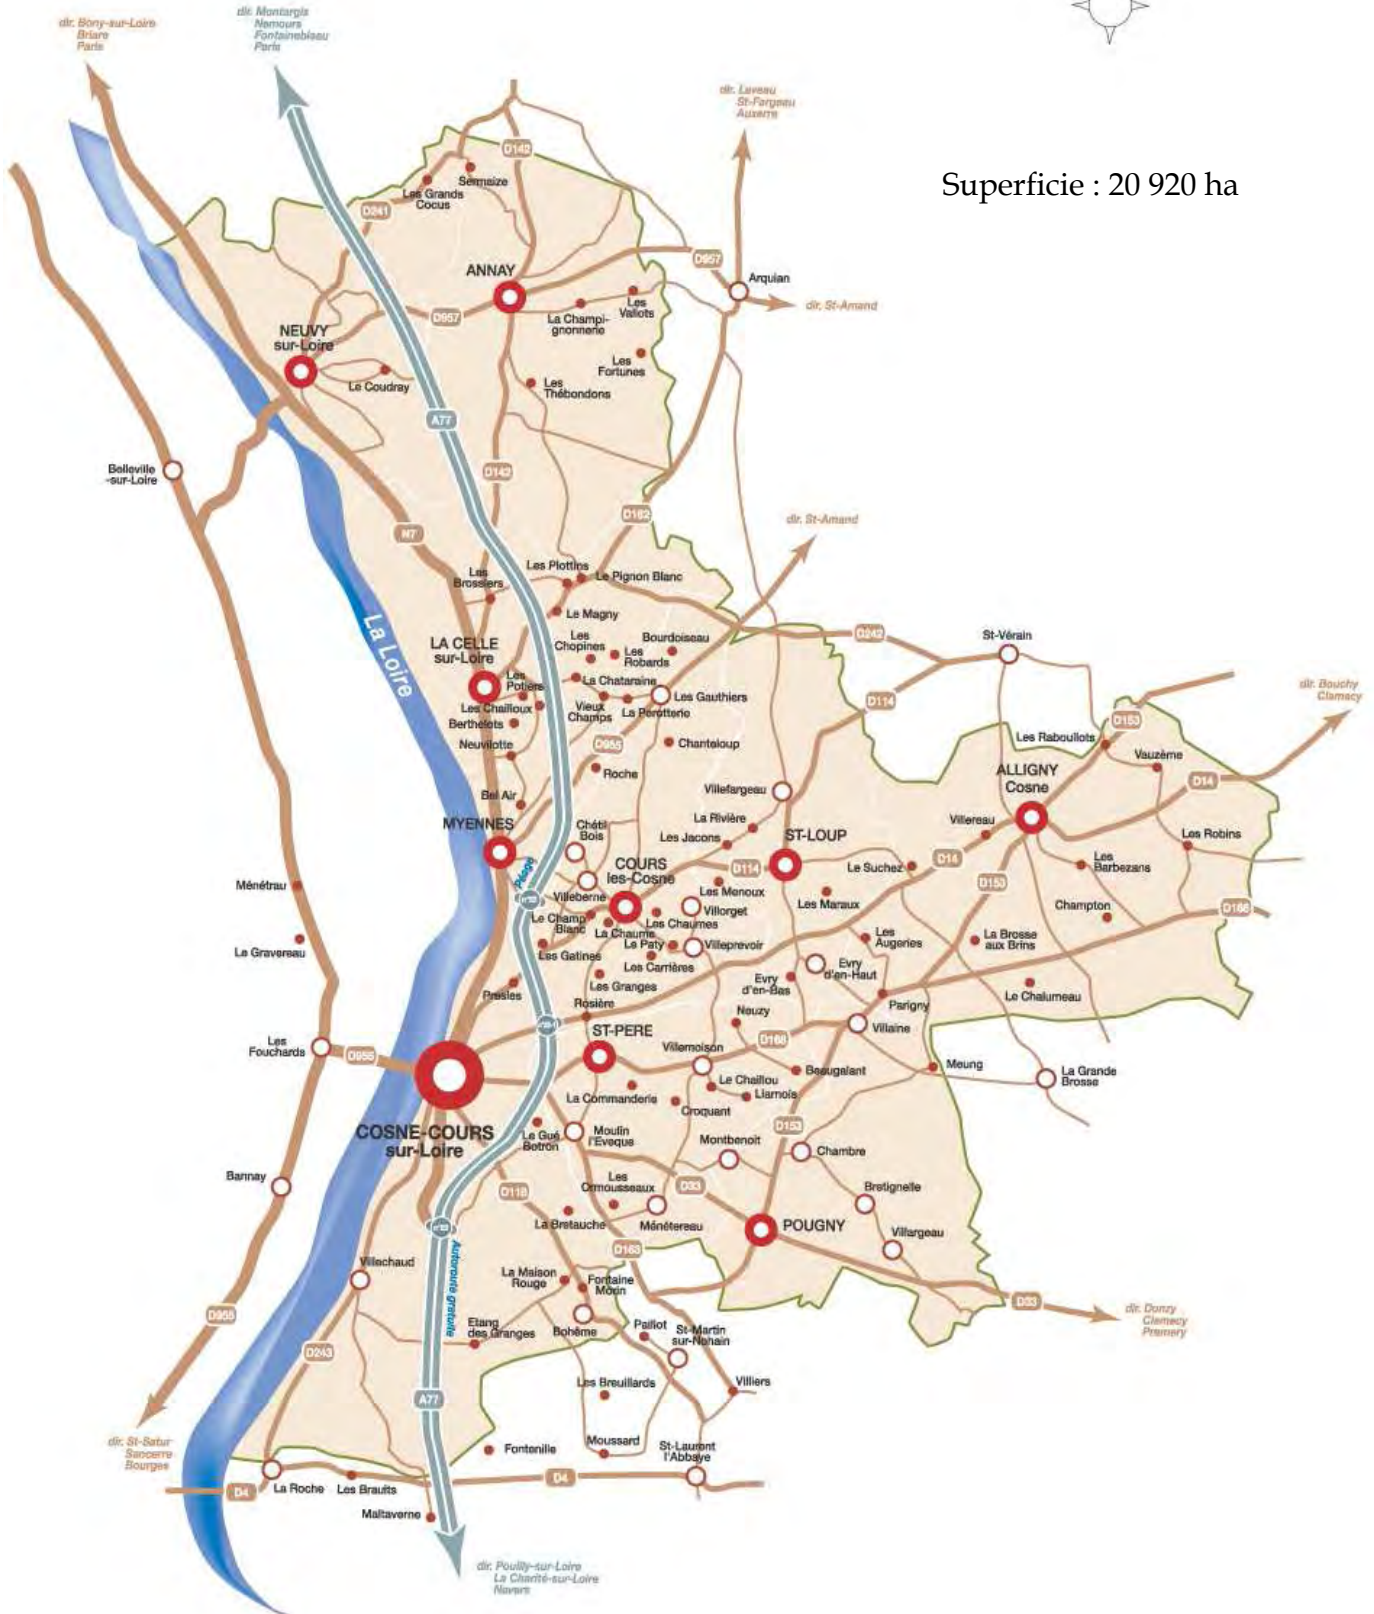 dir. Bony-sur-Loire
Briare
Paris
dir. Montargis
Nemours
Fontainebleau
Paris
dir. Laveau
St-Fargeau
Auxerre
Superficie : 20 920 ha
D142
Sermaize
Les Grands
Cocus
D241
ANNAY
D957
Arquian
dir. St-Amand
Les
Vallots
La Champi-
gnonnerie
D957
NEUVY
sur-Loire
Les
Fortunes
Le Coudray
Les
Thébondons
A77
Belleville
-sur-Loire
D142
D162
dir. St-Amand
N7
Les Plottins
Le Pignon Blanc
Les
Brossiers
Le Magny
La Loire
D242
St-Vérain
LA CELLE
sur-Loire
Les
Chopines
Bourdoiseau
Les
Robards
Les
Potiers
La Chataraine
Les Gauthiers
dir. Bouchy
Clamecy
Les Chailloux
Vieux
Champs
La Perotterie
D114
Berthelots
D153
Neuvilotte
D955
Chanteloup
Les Raboullots
Vauzème
Roche
ALLIGNY
Cosne
D14
Bel Air
Villefargeau
MYENNES
Châtil
Bois
La Rivière
Villereau
Les Jacons
ST-LOUP
Les Robins
COURS
les-Cosne
Péage
D114
Le Suchez
D14
Les
Barbezans
Ménétrau
Les Menoux
D153
Villeberne
Les Maraux
Villorget
Champton
D168
Le Champ
Blanc
Les Chaumes
La Chaume
Le Gravereau
Le Paty
Villeprevoir
Les
Augeries
La Brosse
aux Brins
Les Gatines
Les Carrières
Evry
d'en-Haut
Presles
Les Granges
Evry
d'en-Bas
Le Chalumeau
Rosière
Parigny
Neuzy
Villaine
ST-PERE
Les
Fouchards
D955
D168
Villemoison
Beaugalant
Meung
La Grande
Brosse
Le Chaillou
La Commanderie
Liarnois
Croquant
COSNE-COURS
sur-Loire
Le Gué
Botron
Moulin
l'Eveque
D153
Montbenoit
Chambre
Bannay
Les
Ormousseaux
D33
Bretignelle
D118
La Bretauche
Ménétereau
POUGNY
Villargeau
D163
Villechaud
Autoroute gratuite
La Maison
Rouge
Fontaine
Morin
D955
D33
dir. Donzy
Clamecy
Premery
Etang
des Granges
Bohême
Paillot
St-Martin
sur-Nohain
D243
Les Breuillards
Villiers
A77
dir. St-Satur
Sancerre
Bourges
Fontenille
Moussard
St-Laurent
l'Abbaye
D4
La Roche
Les Braults
D4
Maltaverne
dir. Pouilly-sur-Loire
La Charité-sur-Loire
Nevers